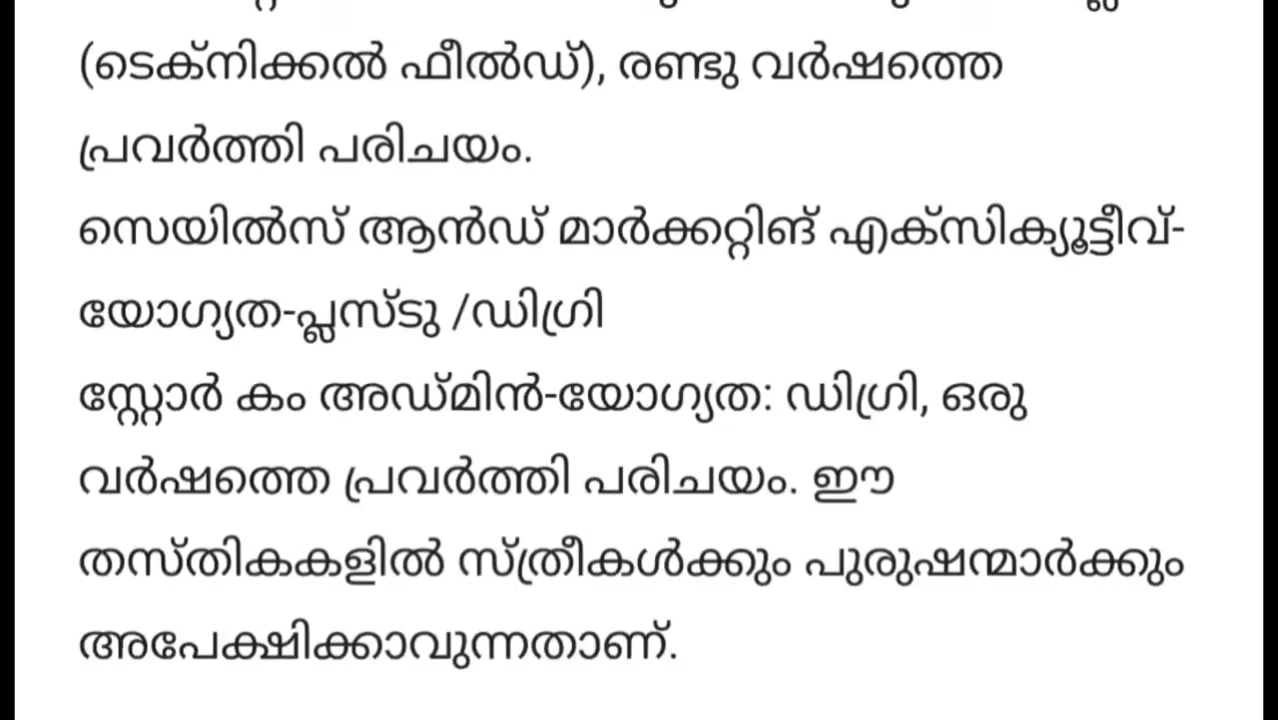 (ടെക്നിക്കൽ ഫീൽഡ്), രണ്ടു വർഷത്തെ
പ്രവർത്തി പരിചയം.
സെയിൽസ് ആൻഡ് മാർക്കറ്റിങ് എക്സിക്യൂട്ടീവ്-
യോഗ്യത-പ്ലസ്ടു /ഡിഗ്രി
സ്റ്റോർ കം അഡ്മിൻ-യോഗ്യത: ഡിഗ്രി, ഒരു
വർഷത്തെ പ്രവർത്തി പരിചയം. ഈ
തസ്തികകളിൽ സ്ത്രീകൾക്കും പുരുഷന്മാർക്കും
അപേക്ഷിക്കാവുന്നതാണ്.